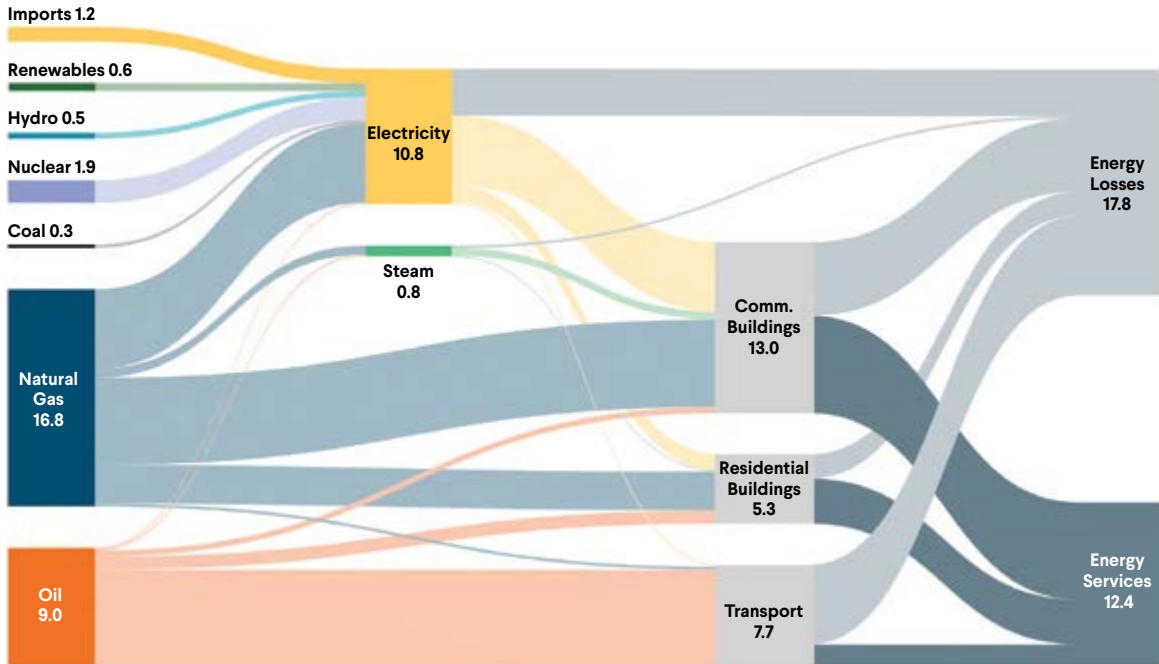 Imports 1.2
Renewables 0.6
Hydro 0.5
Nuclear 1.9
Coal 0.3
Natural
Gas
16.8
Oil
9.0
Electricity
10.8
Steam
0.8
Comm.
Buildings
13.0
Residential
Buildings
5.3
Transport
7.7
Energy
Losses
17.8
Energy
Services
12.4